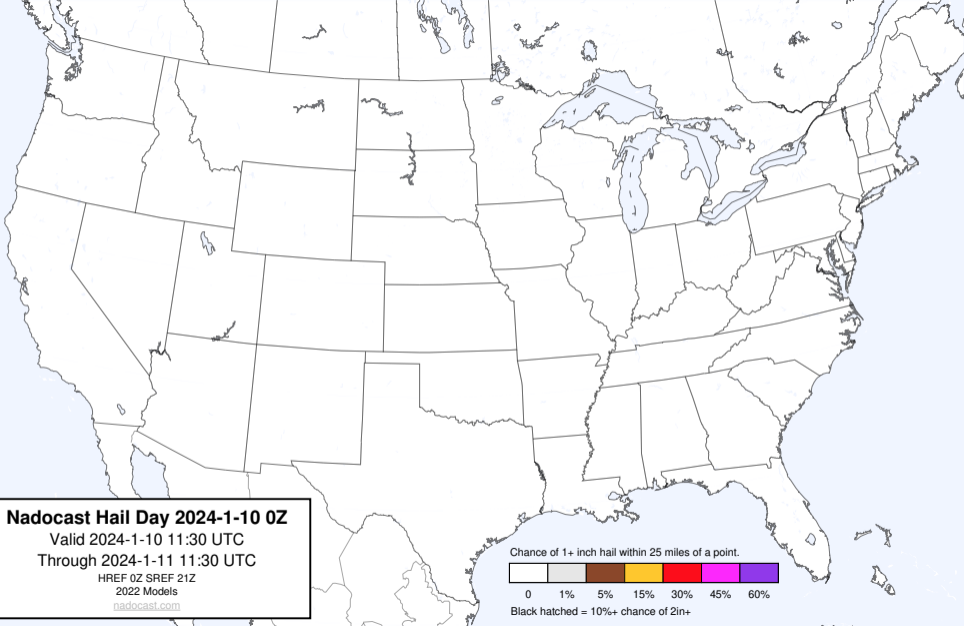 Nadocast Hail Day 2024-1-10 0Z
Valid 2024-1-10 11:30 UTC
Through 2024-1-11 11:30 UTC
HREF 0Z SREF 21Z
2022 Models
nadocast.com
Chance of 1+ inch hail within 25 miles of a point.
0 1% 5% 15% 30% 45% 60%
Black hatched = 10%+ chance of 2in+